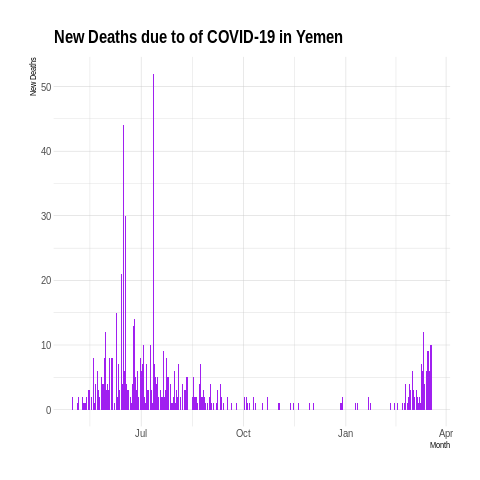 New Deaths due to of COVID-19 in Yemen
New Deaths
50
40
30
20
10
0
Jul
Oct
Jan
Apr
Month